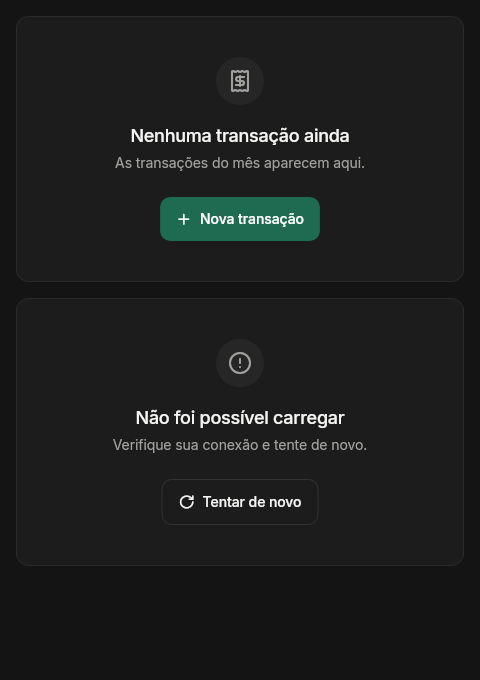 Nenhuma transação ainda
As transações do mês aparecem aqui.
Nova transação
Não foi possível carregar
Verifique sua conexão e tente de novo.
Tentar de novo